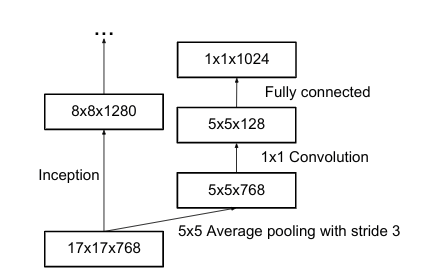 ...
1x1x1024
Fully connected
8x8x1280
5x5x128
1x1 Convolution
Inception
5x5x768
5x5 Average pooling with stride 3
17x17x768